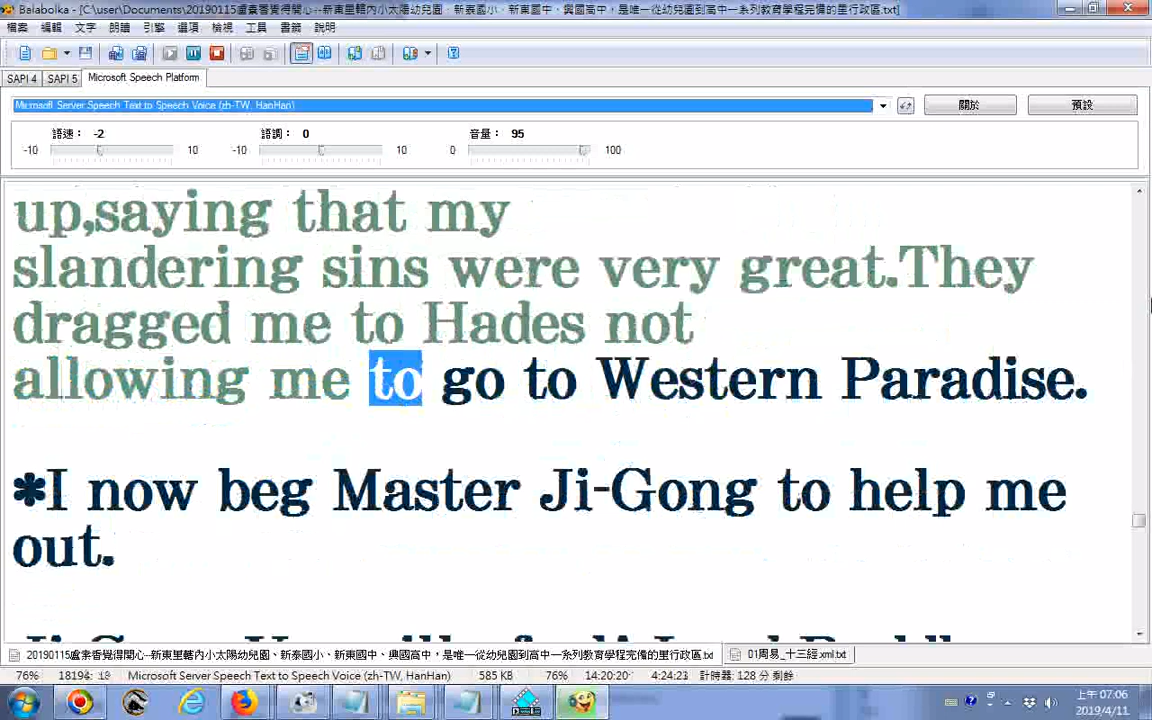 Balabolka - [C:\user\Documents\20190115盧素香覺得開心--新東里轄內小太陽幼兒園、新泰國小、新東國中、興國高中，是唯一從幼兒園到高中一系列教育學程完備的里行政區.txt]
檔案 編輯 文字 朗讀 引擎 選項 檢視 工具 書籤 說明
SAPI 4 SAPI 5 Microsoft Speech Platform
Microsoft Server Speech Text to Speech Voice (zh-TW, HanHan) 關於 預設
語速： -2 語調： 0 音量： 95
-10 10 -10 10 0 100
up,saying that my
slandering sins were very great.They
dragged me to Hades not
allowing me to go to Western Paradise.
*I now beg Master Ji-Gong to help me
out.
20190115盧素香覺得開心--新東里轄內小太陽幼兒園、新泰國小、新東國中、興國高中，是唯一從幼兒園到高中一系列教育學程完備的里行政區.txt 01周易_十三經.xml.txt
76% 18194: 18 Microsoft Server Speech Text to Speech Voice (zh-TW, HanHan) 585 KB 76% 14:20:20 4:24:23 計時器: 128 分 剩餘
上午 07:06
2019/4/11